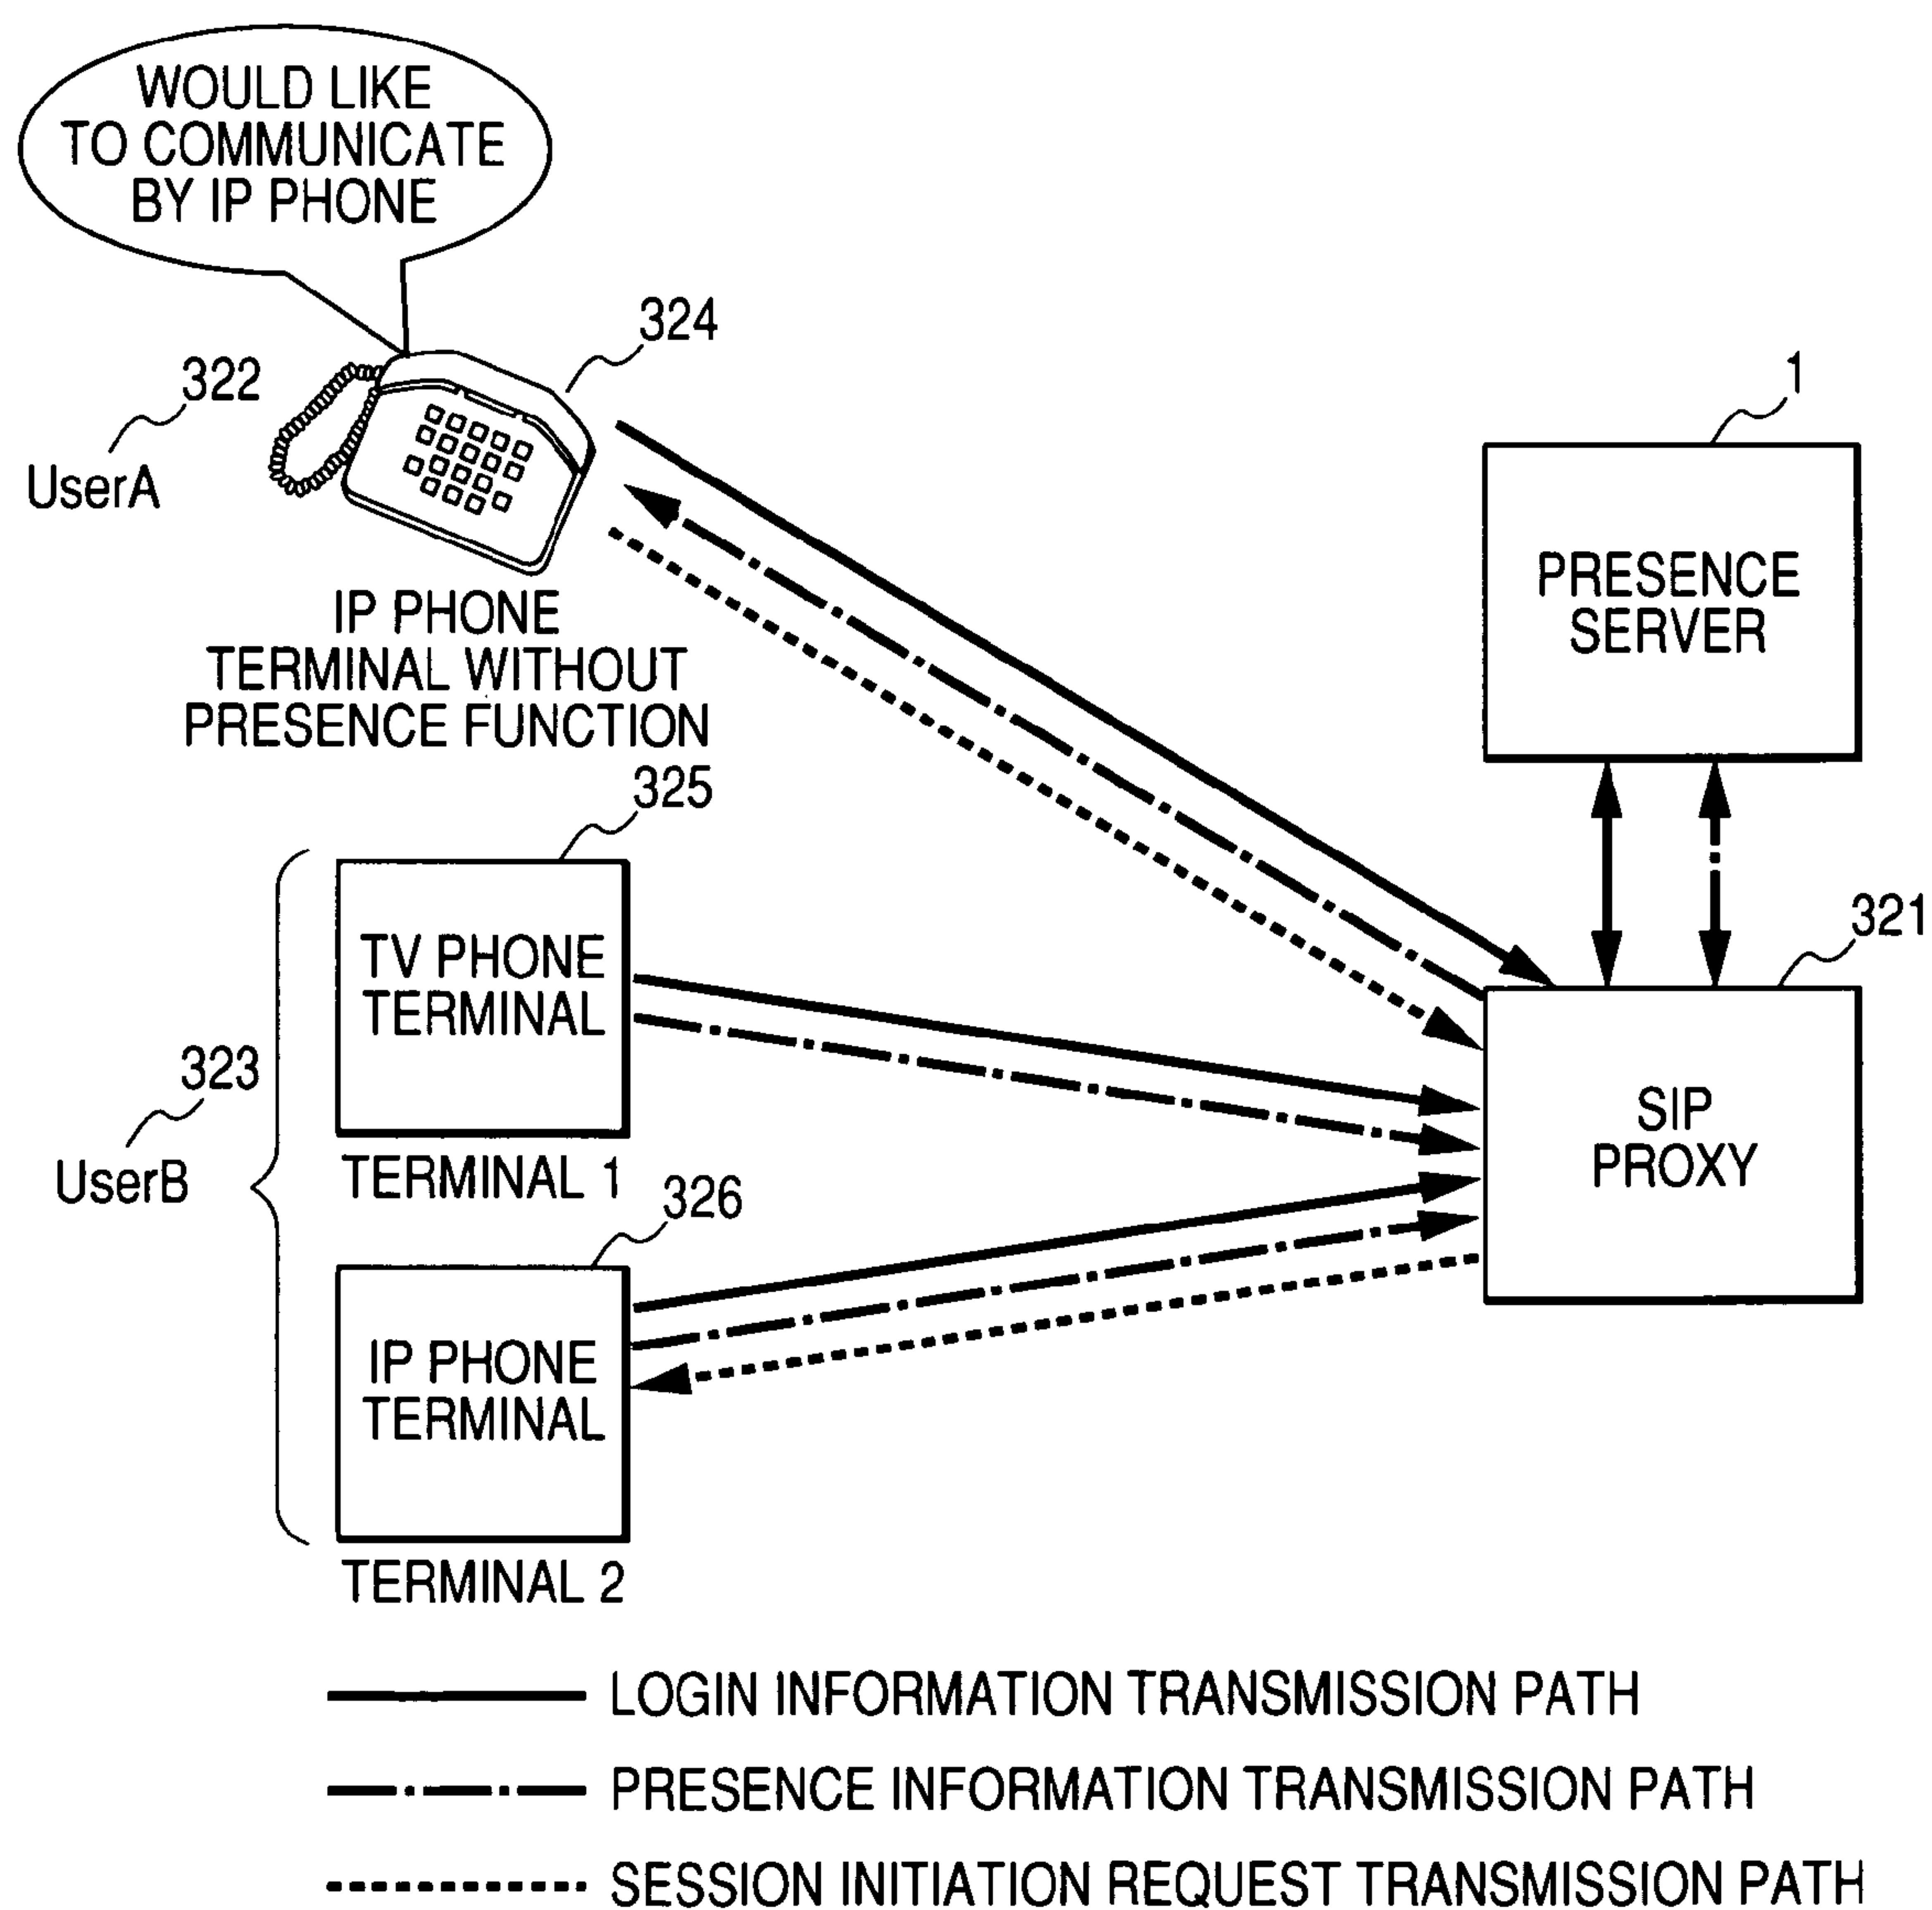 WOULD LIKE
TO COMMUNICATE
BY IP PHONE
324
322
UserA
IP PHONE
TERMINAL WITHOUT
PRESENCE FUNCTION
1
PRESENCE
SERVER
325
TV PHONE
TERMINAL
TERMINAL 1
321
SIP
PROXY
323
UserB
326
IP PHONE
TERMINAL
TERMINAL 2
LOGIN INFORMATION TRANSMISSION PATH
PRESENCE INFORMATION TRANSMISSION PATH
SESSION INITIATION REQUEST TRANSMISSION PATH